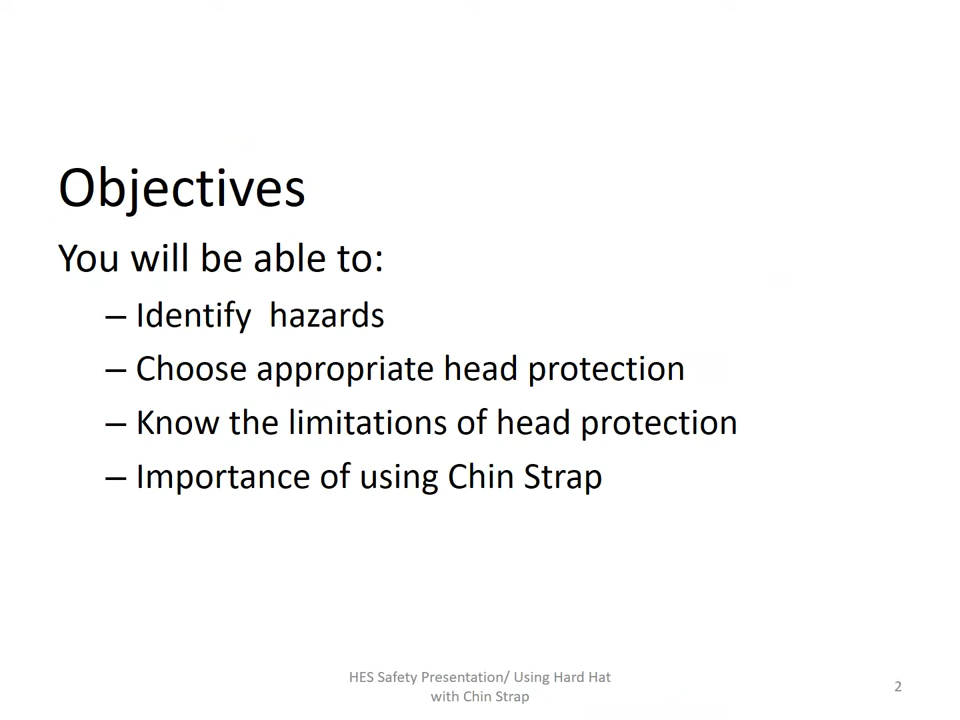 Objectives
You will be able to:
– Identify  hazards
– Choose appropriate head protection
– Know the limitations of head protection
– Importance of using Chin Strap
HES Safety Presentation/ Using Hard Hat
with Chin Strap
2